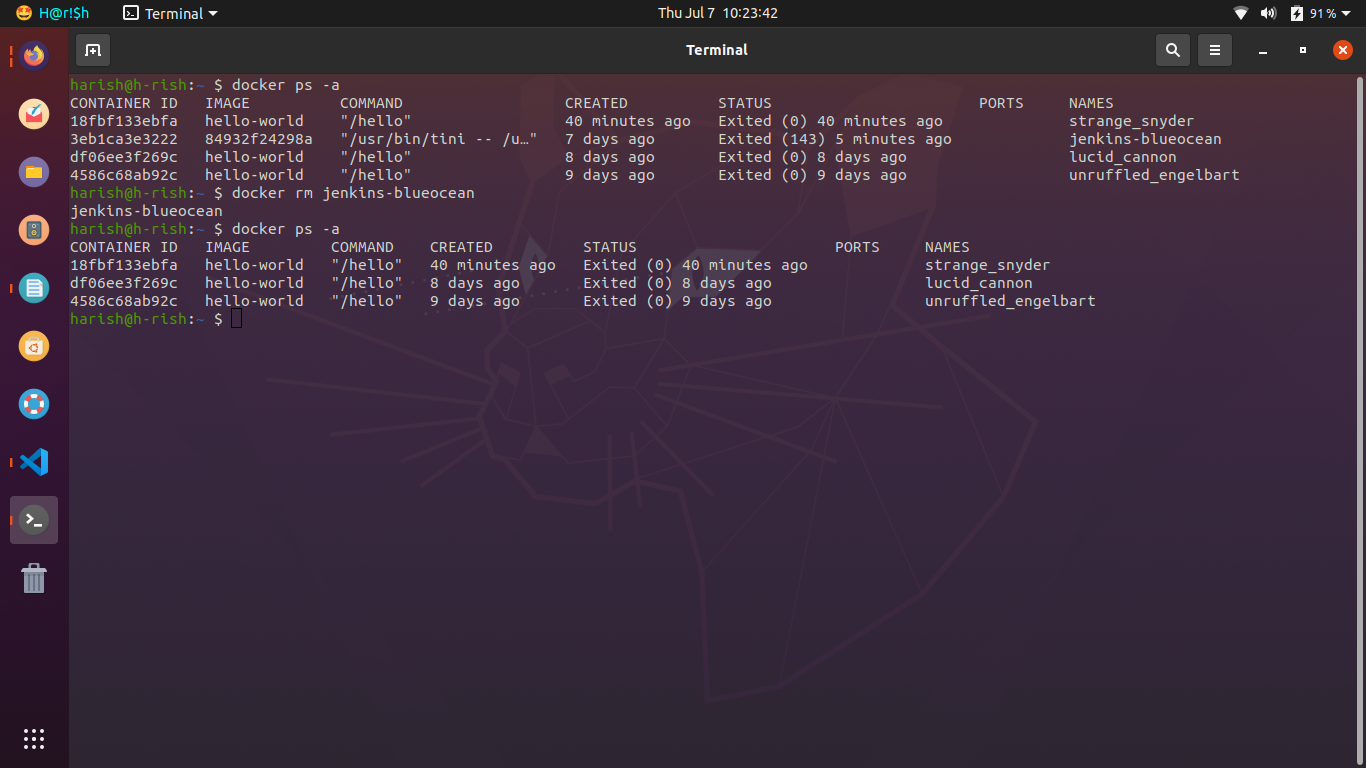 H@r!$h Terminal Thu Jul 7 10:23:42 91%
Terminal
harish@h-rish:~ $ docker ps -a
CONTAINER ID IMAGE COMMAND CREATED STATUS PORTS NAMES
18fbf133ebfa hello-world "/hello" 40 minutes ago Exited (0) 40 minutes ago strange_snyder
3eb1ca3e3222 84932f24298a "/usr/bin/tini -- /u…" 7 days ago Exited (143) 5 minutes ago jenkins-blueocean
df06ee3f269c hello-world "/hello" 8 days ago Exited (0) 8 days ago lucid_cannon
4586c68ab92c hello-world "/hello" 9 days ago Exited (0) 9 days ago unruffled_engelbart
harish@h-rish:~ $ docker rm jenkins-blueocean
jenkins-blueocean
harish@h-rish:~ $ docker ps -a
CONTAINER ID IMAGE COMMAND CREATED STATUS PORTS NAMES
18fbf133ebfa hello-world "/hello" 40 minutes ago Exited (0) 40 minutes ago strange_snyder
df06ee3f269c hello-world "/hello" 8 days ago Exited (0) 8 days ago lucid_cannon
4586c68ab92c hello-world "/hello" 9 days ago Exited (0) 9 days ago unruffled_engelbart
harish@h-rish:~ $